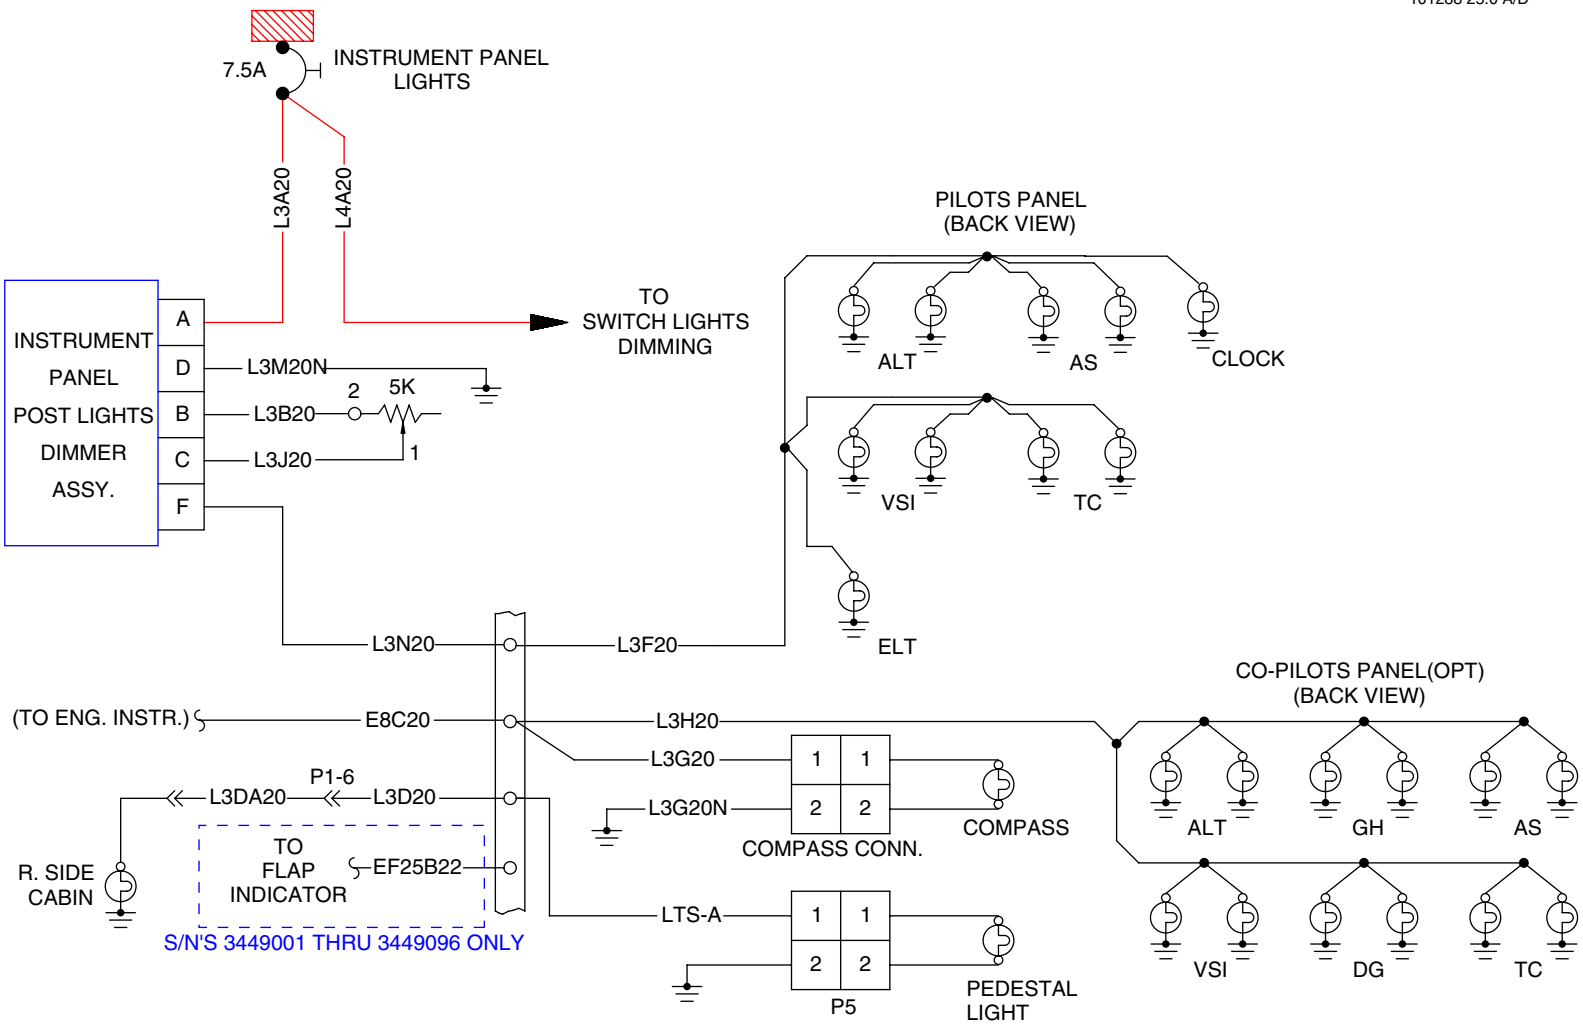 7.5A
INSTRUMENT PANEL
LIGHTS
L3A20
L4A20
PILOTS PANEL
(BACK VIEW)
TO
SWITCH LIGHTS
DIMMING
INSTRUMENT
PANEL
POST LIGHTS
DIMMER
ASSY.
A
D
B
C
F
L3M20N
L3B20
2
5K
L3J20
1
ALT
AS
CLOCK
VSI
TC
ELT
L3N20
L3F20
CO-PILOTS PANEL(OPT)
(BACK VIEW)
(TO ENG. INSTR.)
E8C20
L3H20
L3G20
1
1
L3G20N
2
2
COMPASS
COMPASS CONN.
P1-6
L3DA20
L3D20
ALT
GH
AS
TO
FLAP
INDICATOR
EF25B22
R. SIDE
CABIN
S/N'S 3449001 THRU 3449096 ONLY
LTS-A
1
1
2
2
P5
PEDESTAL
LIGHT
VSI
DG
TC